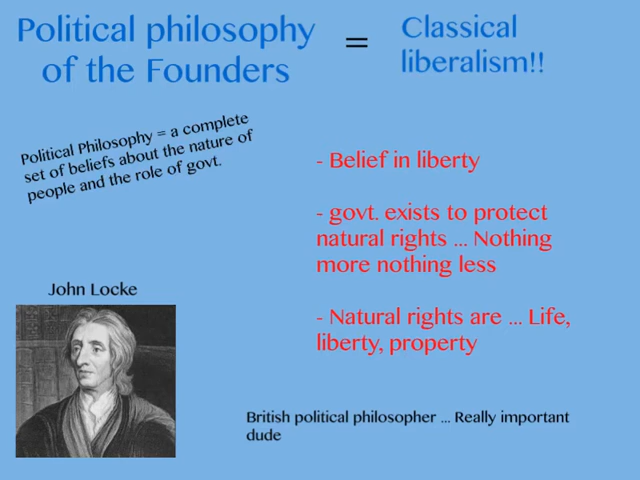 Political philosophy
of the Founders
=
Classical
liberalism!!
Political Philosophy = a complete
set of beliefs about the nature of
people and the role of govt.
- Belief in liberty
- govt. exists to protect
natural rights ... Nothing
more nothing less
- Natural rights are ... Life,
liberty, property
John Locke
British political philosopher ... Really important
dude